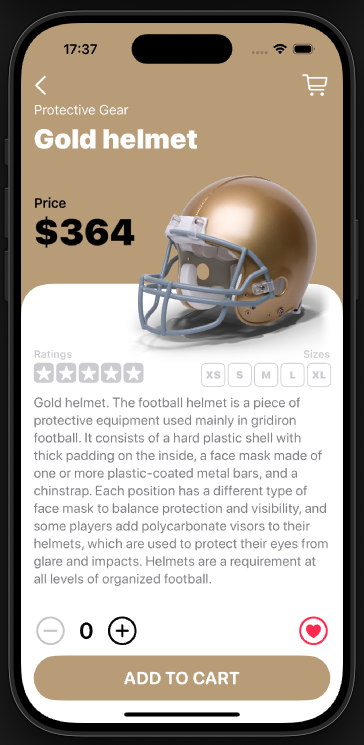 17:37
Protective Gear
Gold helmet
Price
$364
Ratings
Sizes
XS S M L XL
Gold helmet. The football helmet is a piece of
protective equipment used mainly in gridiron
football. It consists of a hard plastic shell with
thick padding on the inside, a face mask made of
one or more plastic-coated metal bars, and a
chinstrap. Each position has a different type of
face mask to balance protection and visibility, and
some players add polycarbonate visors to their
helmets, which are used to protect their eyes from
glare and impacts. Helmets are a requirement at
all levels of organized football.
0
ADD TO CART